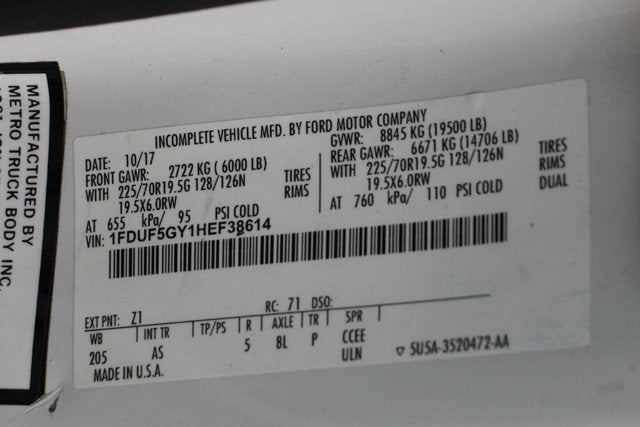 MANUFACTURED BY
METRO TRUCK BODY INC.
INCOMPLETE VEHICLE MFD. BY FORD MOTOR COMPANY
DATE: 10/17
GVWR: 8845 KG (19500 LB)
FRONT GAWR: 2722 KG (6000 LB)
REAR GAWR: 6671 KG (14706 LB)
WITH 225/70R19.5G 128/126N TIRES
WITH 225/70R19.5G 128/126N TIRES
19.5X6.0RW RIMS
19.5X6.0RW RIMS
AT 655 kPa/ 95 PSI COLD
AT 760 kPa/ 110 PSI COLD DUAL
VIN: 1FDUF5GY1HEF38614
EXT PNT: Z1 RC: 71 DSO:
WB INT TR TP/PS R AXLE TR SPR
205 AS 5 8L P CCEE
ULN
MADE IN U.S.A.
5U5A-3520472-AA